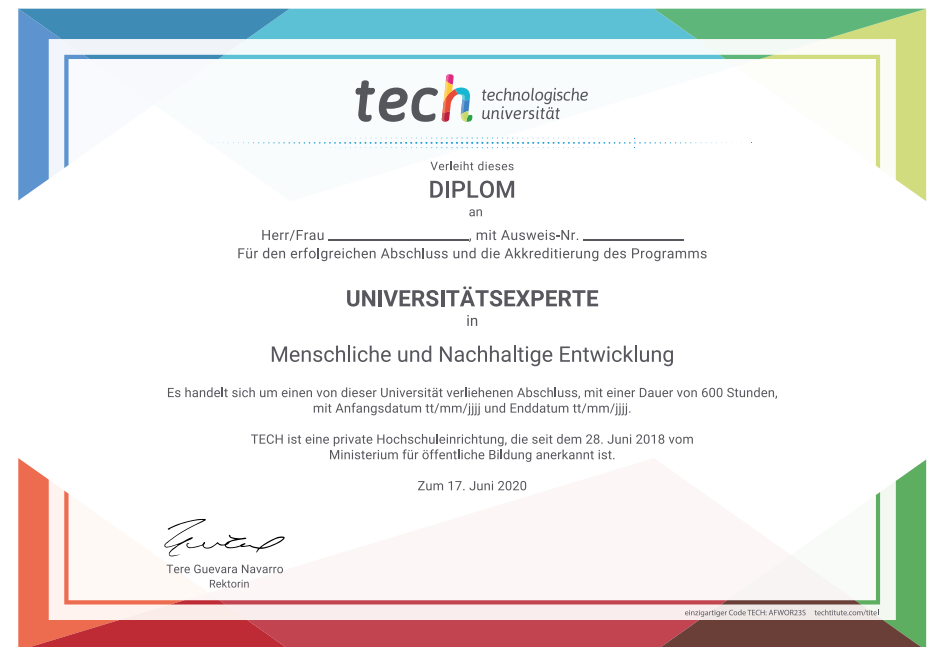 tech technologische
universität
Verleiht dieses
DIPLOM
an
Herr/Frau ____________________, mit Ausweis-Nr. ______________
Für den erfolgreichen Abschluss und die Akkreditierung des Programms
UNIVERSITÄTSEXPERTE
in
Menschliche und Nachhaltige Entwicklung
Es handelt sich um einen von dieser Universität verliehenen Abschluss, mit einer Dauer von 600 Stunden,
mit Anfangsdatum tt/mm/jjjj und Enddatum tt/mm/jjjj.
TECH ist eine private Hochschuleinrichtung, die seit dem 28. Juni 2018 vom
Ministerium für öffentliche Bildung anerkannt ist.
Zum 17. Juni 2020
Tere Guevara Navarro
Rektorin
einzigartiger Code TECH: AFWOR23S techtitute.com/titel